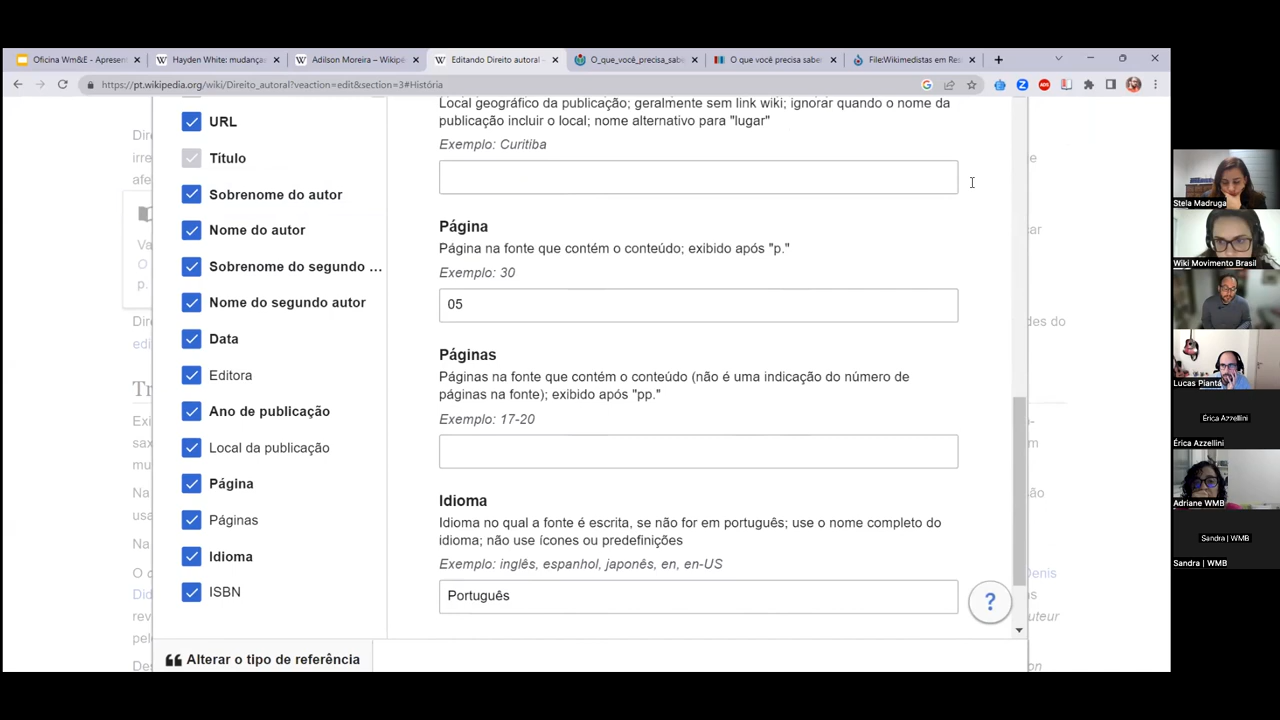 Oficina Wm&E - Apresen
Hayden White: mudança
Adilson Moreira – Wikipé
Editando Direito autoral -
O_que_você_precisa_sabe
O que você precisa saber
File:Wikimedistas em Res
https://pt.wikipedia.org/wiki/Direito_autoral?veaction=edit&section=3#História
URL
Título
Sobrenome do autor
Nome do autor
Sobrenome do segundo ...
Nome do segundo autor
Data
Editora
Ano de publicação
Local da publicação
Página
Páginas
Idioma
ISBN
Alterar o tipo de referência
Local geográfico da publicação; geralmente sem link wiki; ignorar quando o nome da
publicação incluir o local; nome alternativo para "lugar"
Exemplo: Curitiba
Página
Página na fonte que contém o conteúdo; exibido após "p."
Exemplo: 30
05
Páginas
Páginas na fonte que contém o conteúdo (não é uma indicação do número de
páginas na fonte); exibido após "pp."
Exemplo: 17-20
Idioma
Idioma no qual a fonte é escrita, se não for em português; use o nome completo do
idioma; não use ícones ou predefinições
Exemplo: inglês, espanhol, japonês, en, en-US
Português
?
Stela Madruga
Wiki Movimento Brasil
Lucas Piantá
Érica Azzellini
Érica Azzellini
Adriane WMB
Sandra | WMB
Sandra | WMB